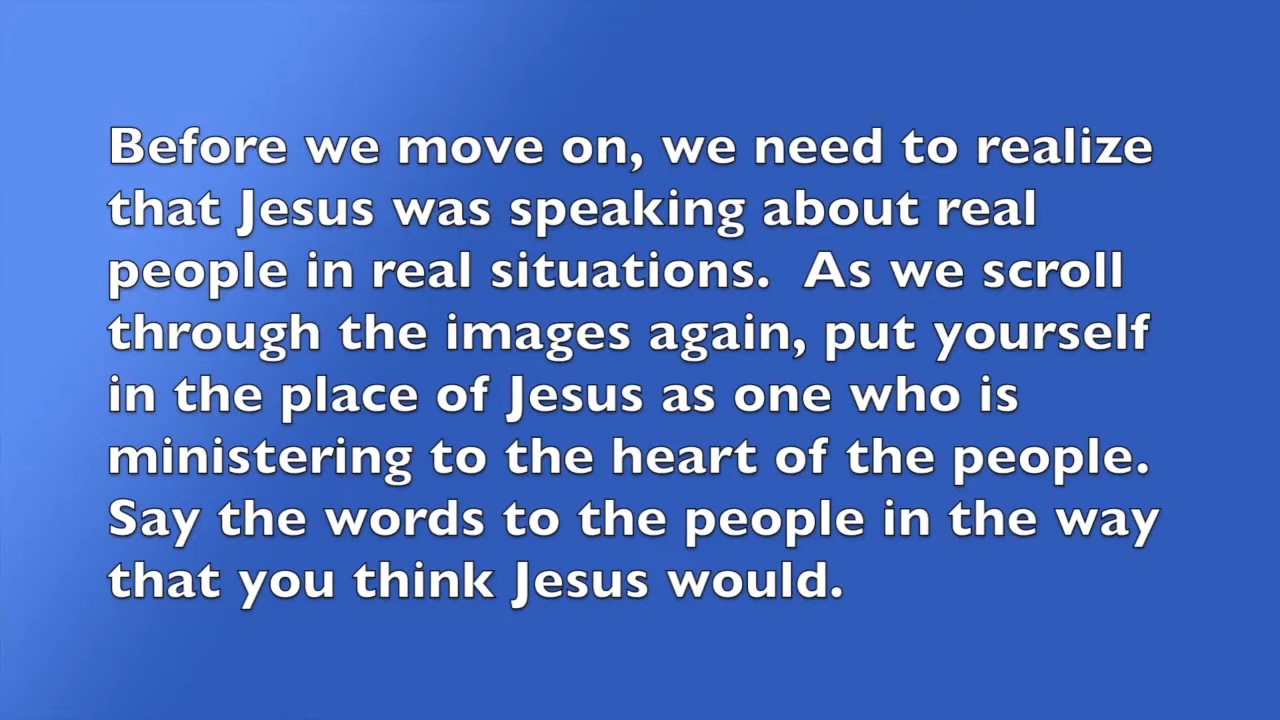 Before we move on, we need to realize
that Jesus was speaking about real
people in real situations.  As we scroll
through the images again, put yourself
in the place of Jesus as one who is
ministering to the heart of the people.
Say the words to the people in the way
that you think Jesus would.